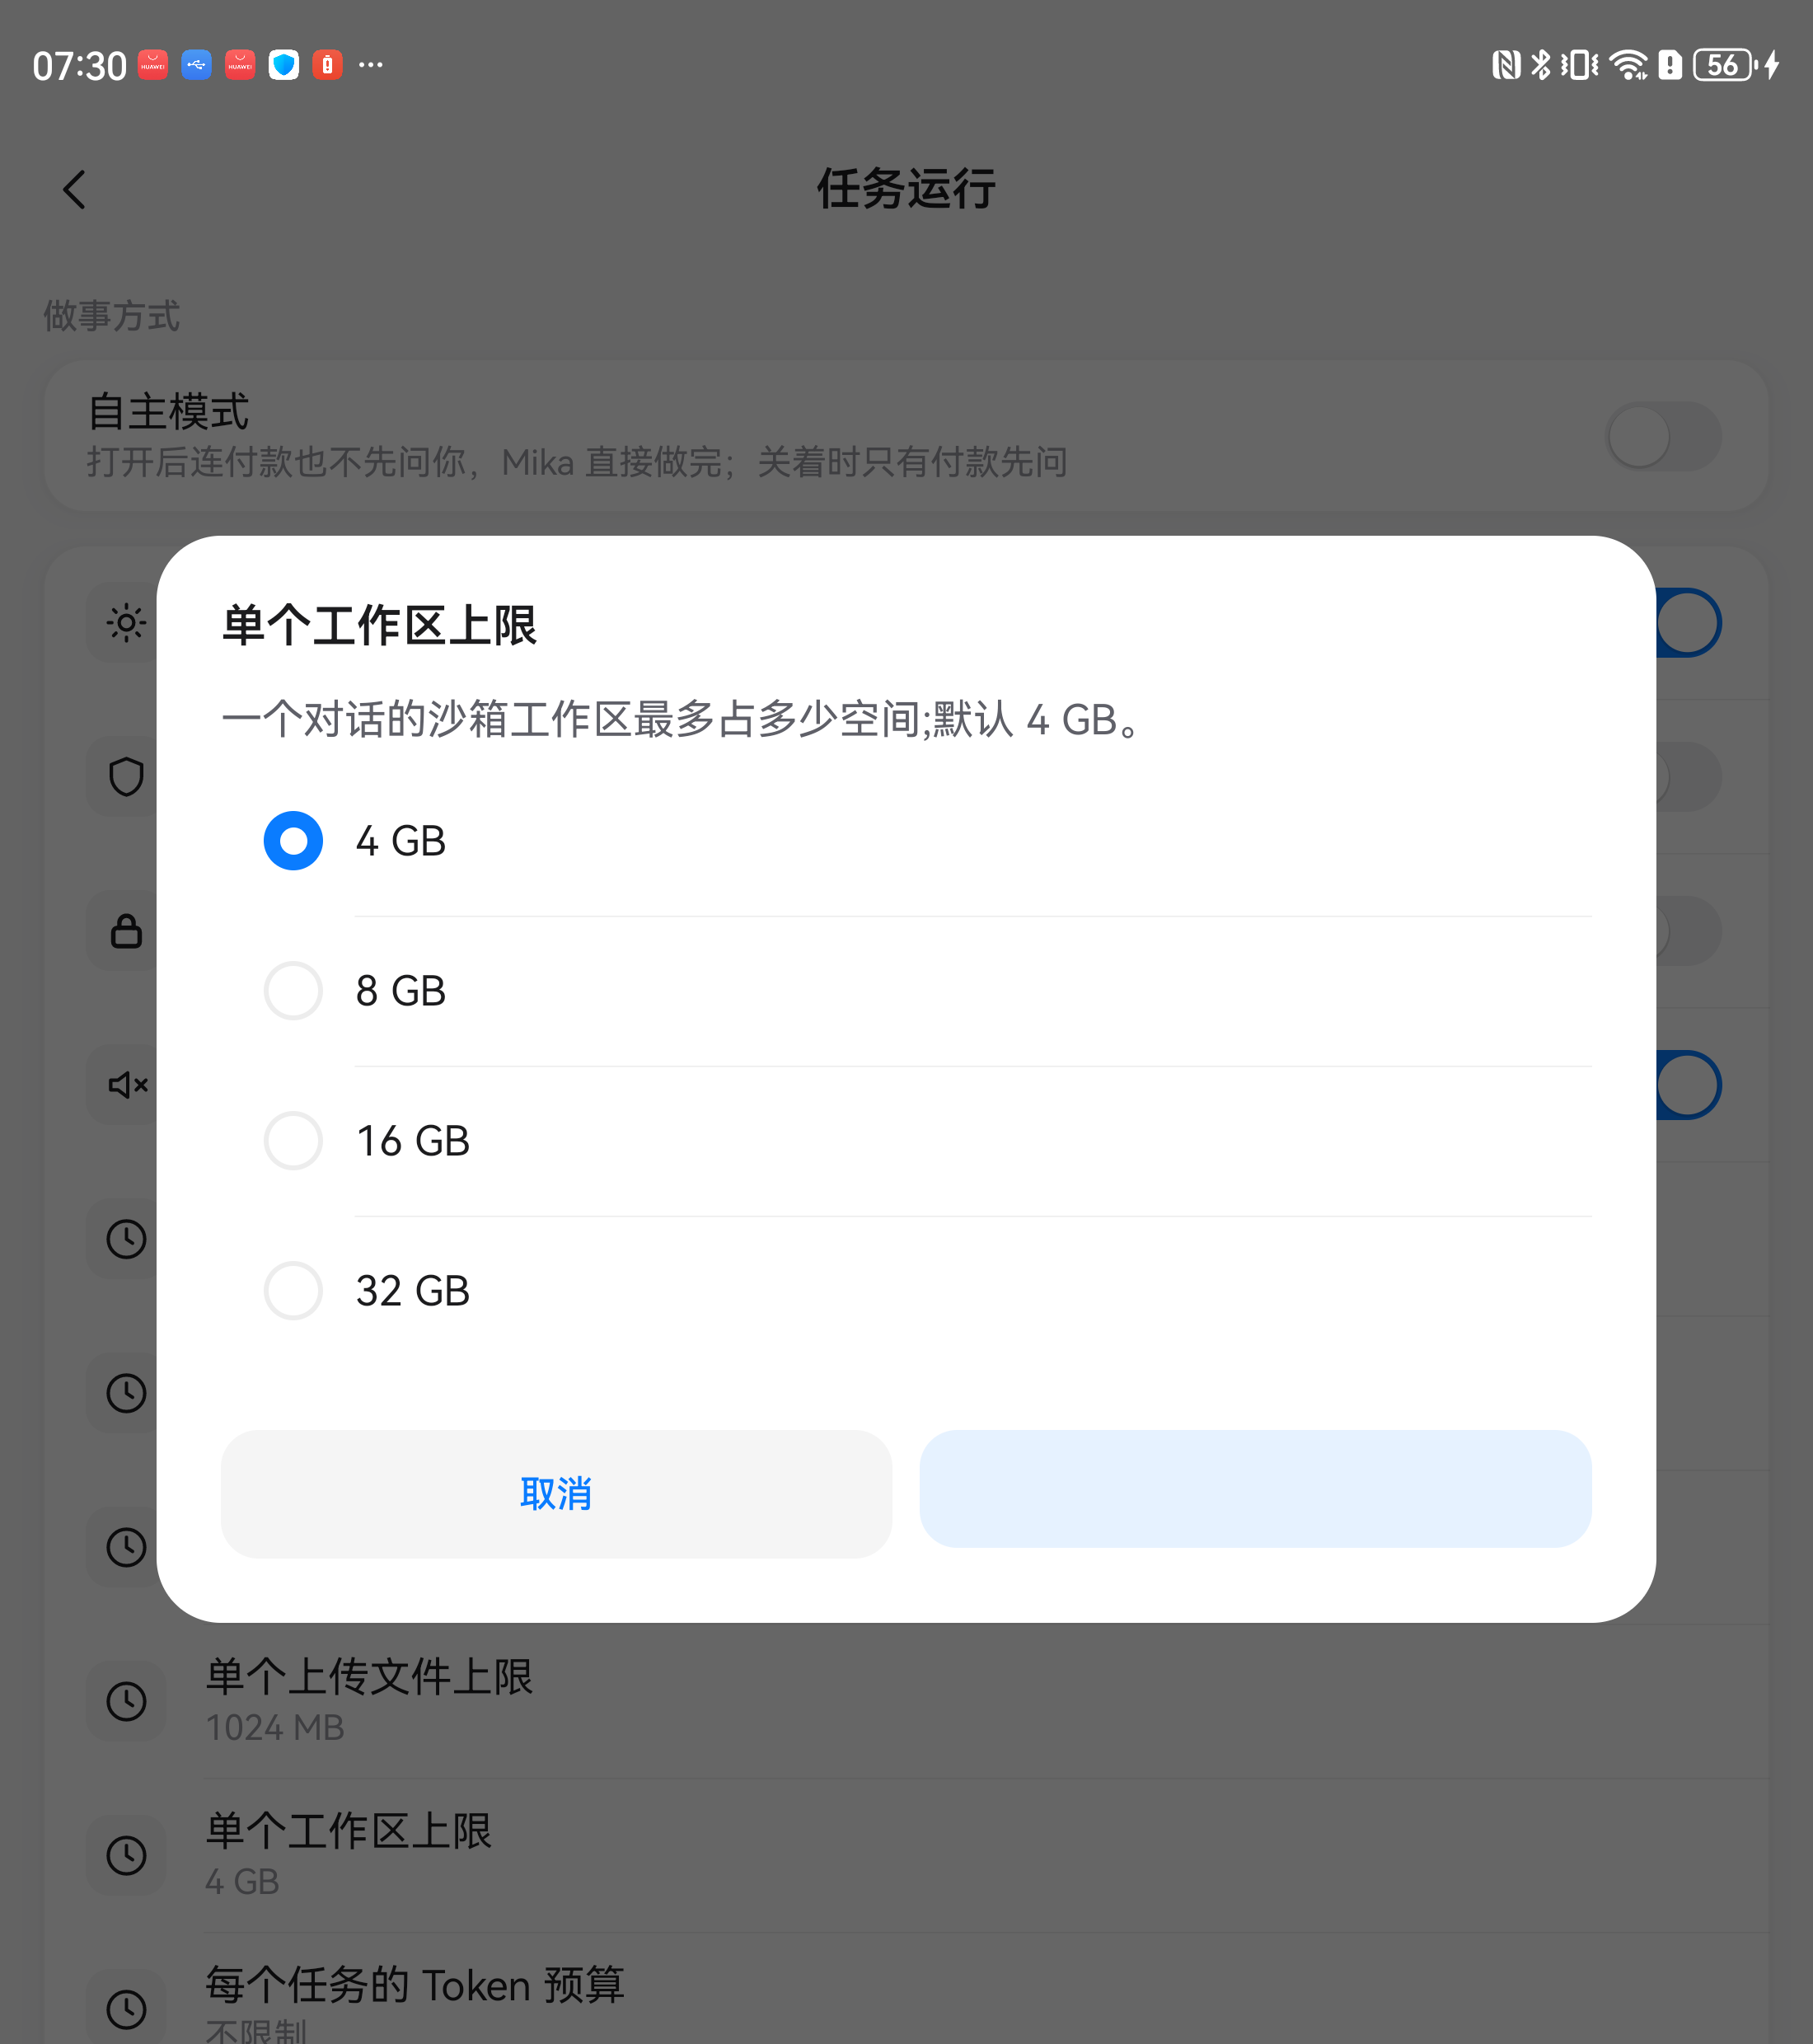 07:30
56
任务运行
做事方式
自主模式
打开后连付款也不先问你，Mika 直接做完；关着时只有付款先问
单个工作区上限
一个对话的沙箱工作区最多占多少空间;默认 4 GB。
4 GB
8 GB
16 GB
32 GB
取消
单个上传文件上限
1024 MB
单个工作区上限
4 GB
每个任务的 Token 预算
不限制